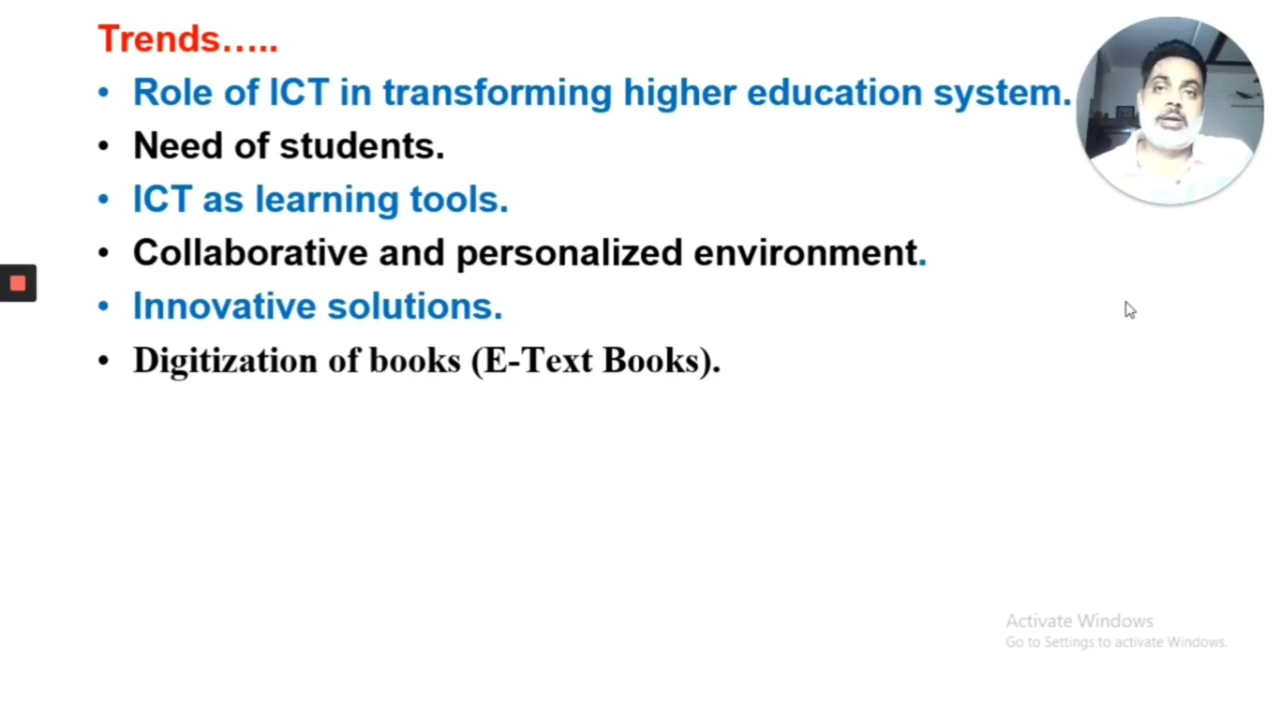 Trends.....
• Role of ICT in transforming higher education system.
• Need of students.
• ICT as learning tools.
• Collaborative and personalized environment.
• Innovative solutions.
• Digitization of books (E-Text Books).
Activate Windows
Go to Settings to activate Windows.